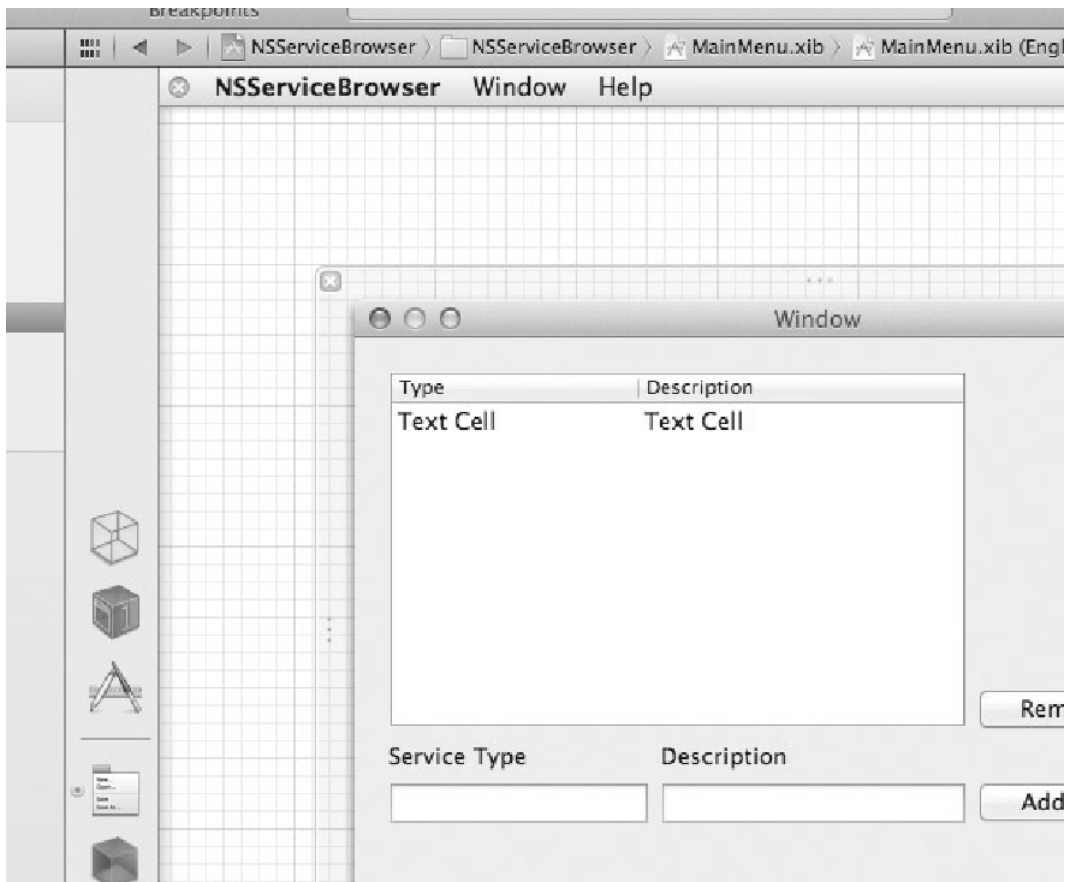 Breakpoints
NSServiceBrowser 〉 NSServiceBrowser 〉 MainMenu.xib 〉 MainMenu.xib (Engl
NSServiceBrowser Window Help
Window
Type Description
Text Cell Text Cell
Rem
Service Type Description
Add